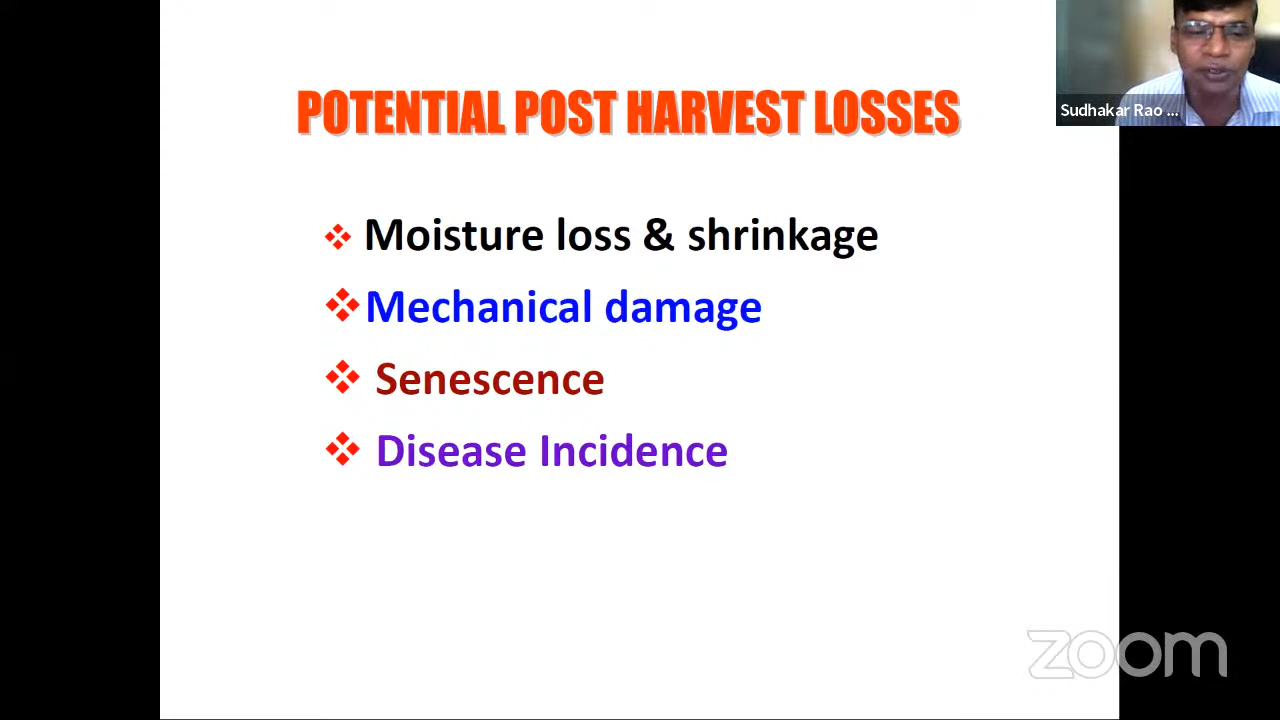 POTENTIAL POST HARVEST LOSSES
Sudhakar Rao ...
Moisture loss & shrinkage
Mechanical damage
Senescence
Disease Incidence
zoom